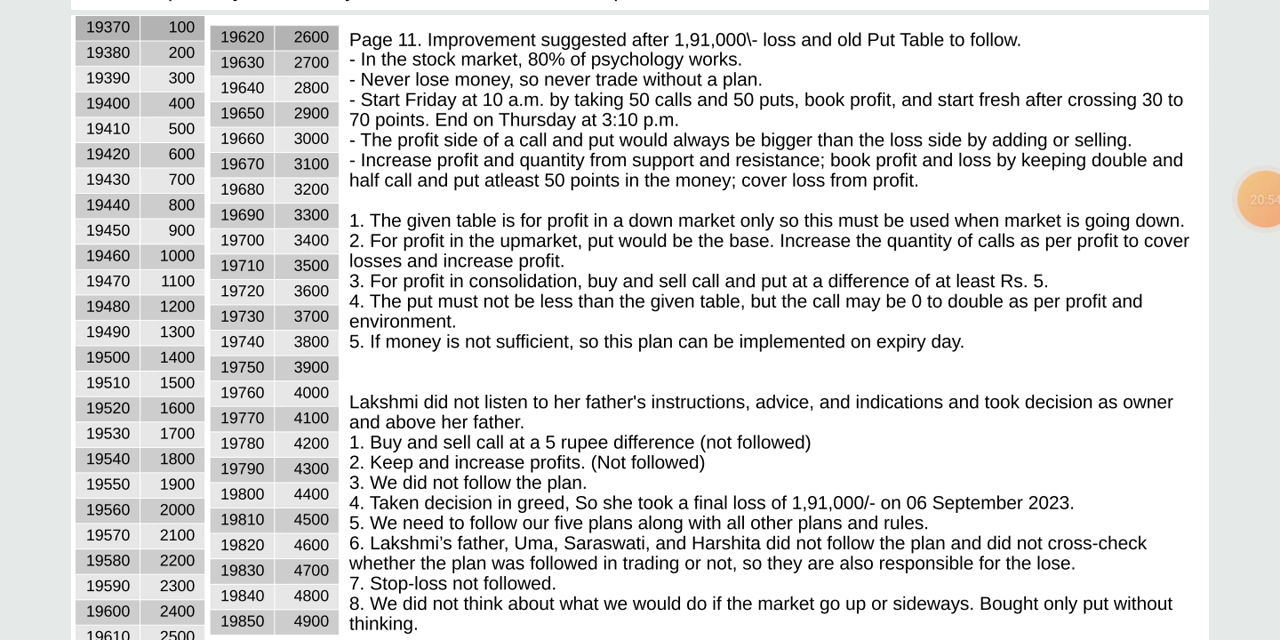 19370 100
19380 200
19390 300
19400 400
19410 500
19420 600
19430 700
19440 800
19450 900
19460 1000
19470 1100
19480 1200
19490 1300
19500 1400
19510 1500
19520 1600
19530 1700
19540 1800
19550 1900
19560 2000
19570 2100
19580 2200
19590 2300
19600 2400
19610 2500
19620 2600
19630 2700
19640 2800
19650 2900
19660 3000
19670 3100
19680 3200
19690 3300
19700 3400
19710 3500
19720 3600
19730 3700
19740 3800
19750 3900
19760 4000
19770 4100
19780 4200
19790 4300
19800 4400
19810 4500
19820 4600
19830 4700
19840 4800
19850 4900
Page 11. Improvement suggested after 1,91,000\- loss and old Put Table to follow.
- In the stock market, 80% of psychology works.
- Never lose money, so never trade without a plan.
- Start Friday at 10 a.m. by taking 50 calls and 50 puts, book profit, and start fresh after crossing 30 to
70 points. End on Thursday at 3:10 p.m.
- The profit side of a call and put would always be bigger than the loss side by adding or selling.
- Increase profit and quantity from support and resistance; book profit and loss by keeping double and
half call and put atleast 50 points in the money; cover loss from profit.
1. The given table is for profit in a down market only so this must be used when market is going down.
2. For profit in the upmarket, put would be the base. Increase the quantity of calls as per profit to cover
losses and increase profit.
3. For profit in consolidation, buy and sell call and put at a difference of at least Rs. 5.
4. The put must not be less than the given table, but the call may be 0 to double as per profit and
environment.
5. If money is not sufficient, so this plan can be implemented on expiry day.
Lakshmi did not listen to her father's instructions, advice, and indications and took decision as owner
and above her father.
1. Buy and sell call at a 5 rupee difference (not followed)
2. Keep and increase profits. (Not followed)
3. We did not follow the plan.
4. Taken decision in greed, So she took a final loss of 1,91,000/- on 06 September 2023.
5. We need to follow our five plans along with all other plans and rules.
6. Lakshmi’s father, Uma, Saraswati, and Harshita did not follow the plan and did not cross-check
whether the plan was followed in trading or not, so they are also responsible for the lose.
7. Stop-loss not followed.
8. We did not think about what we would do if the market go up or sideways. Bought only put without
thinking.